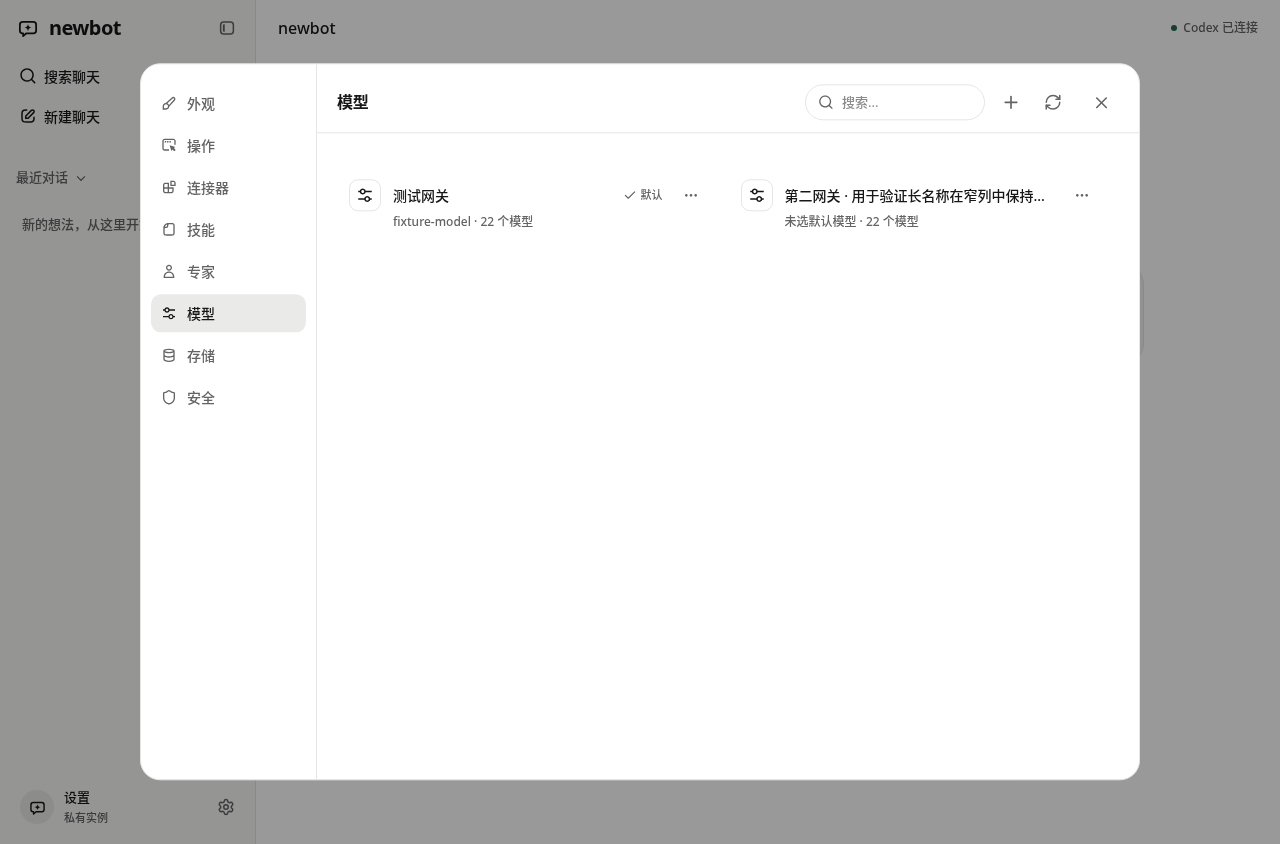 newbot
搜索聊天
新建聊天
最近对话
新的想法，从这里开
设置
私有实例
newbot
Codex 已连接
外观
操作
连接器
技能
专家
模型
存储
安全
模型
搜索...
测试网关
默认
fixture-model · 22 个模型
第二网关 · 用于验证长名称在窄列中保持...
未选默认模型 · 22 个模型